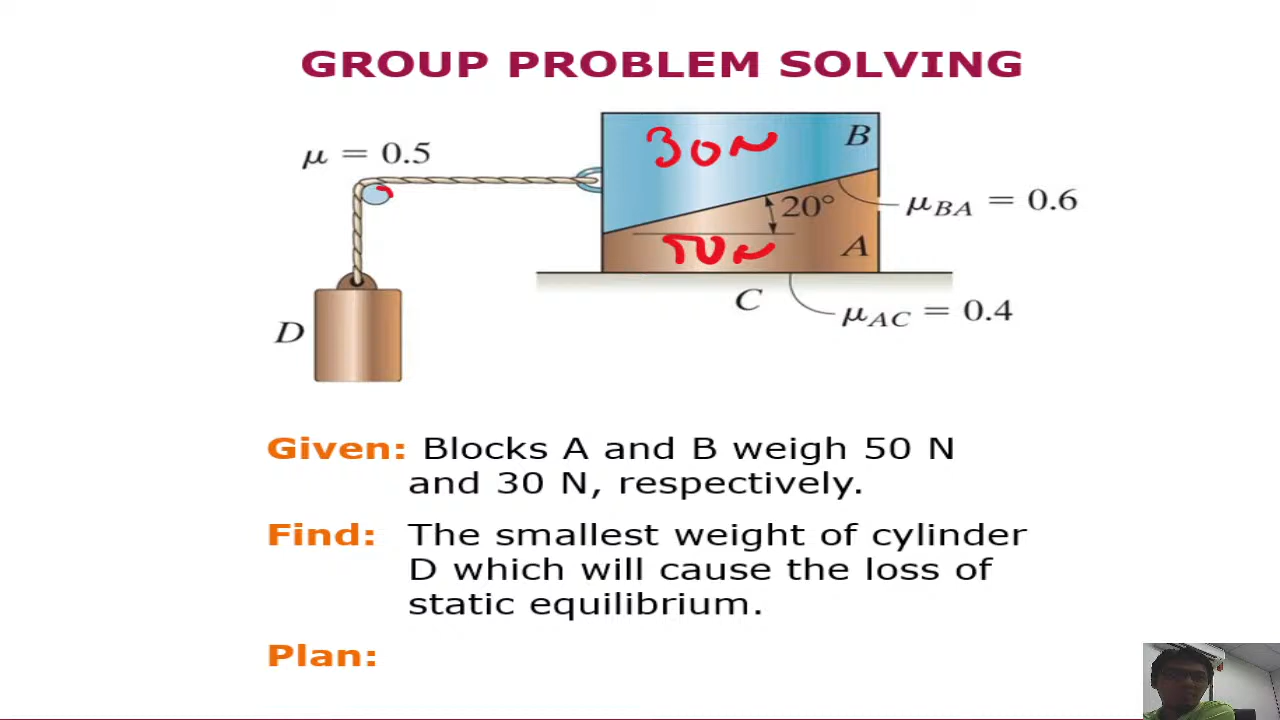 GROUP PROBLEM SOLVING
μ = 0.5
30N
B
20°
μBA = 0.6
50N
A
C
μAC = 0.4
D
Given: Blocks A and B weigh 50 N
and 30 N, respectively.
Find: The smallest weight of cylinder
D which will cause the loss of
static equilibrium.
Plan: